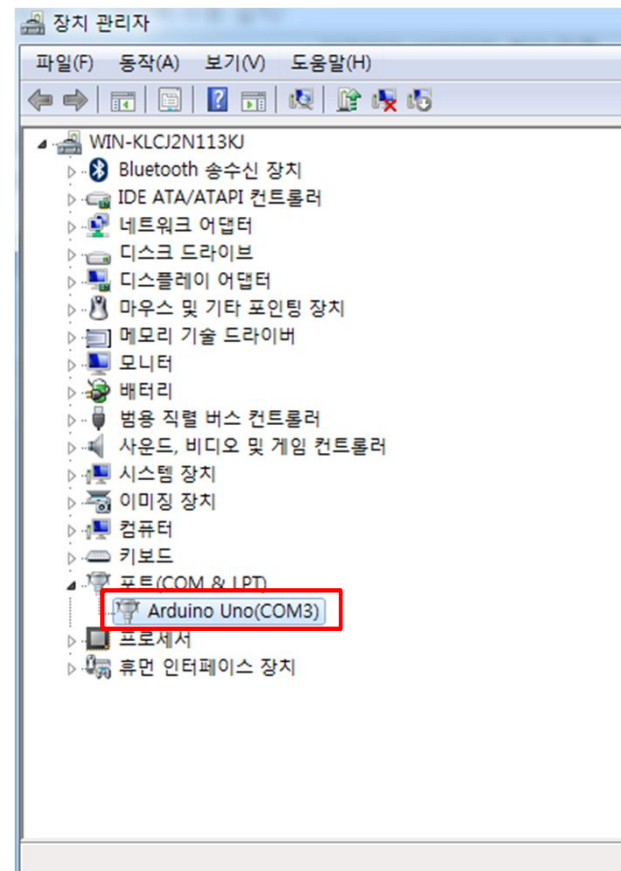 장치 관리자
파일(F) 동작(A) 보기(V) 도움말(H)
WIN-KLCJ2N113KJ
Bluetooth 송수신 장치
IDE ATA/ATAPI 컨트롤러
네트워크 어댑터
디스크 드라이브
디스플레이 어댑터
마우스 및 기타 포인팅 장치
메모리 기술 드라이버
모니터
배터리
범용 직렬 버스 컨트롤러
사운드, 비디오 및 게임 컨트롤러
시스템 장치
이미징 장치
컴퓨터
키보드
포트(COM & LPT)
Arduino Uno(COM3)
프로세서
휴먼 인터페이스 장치